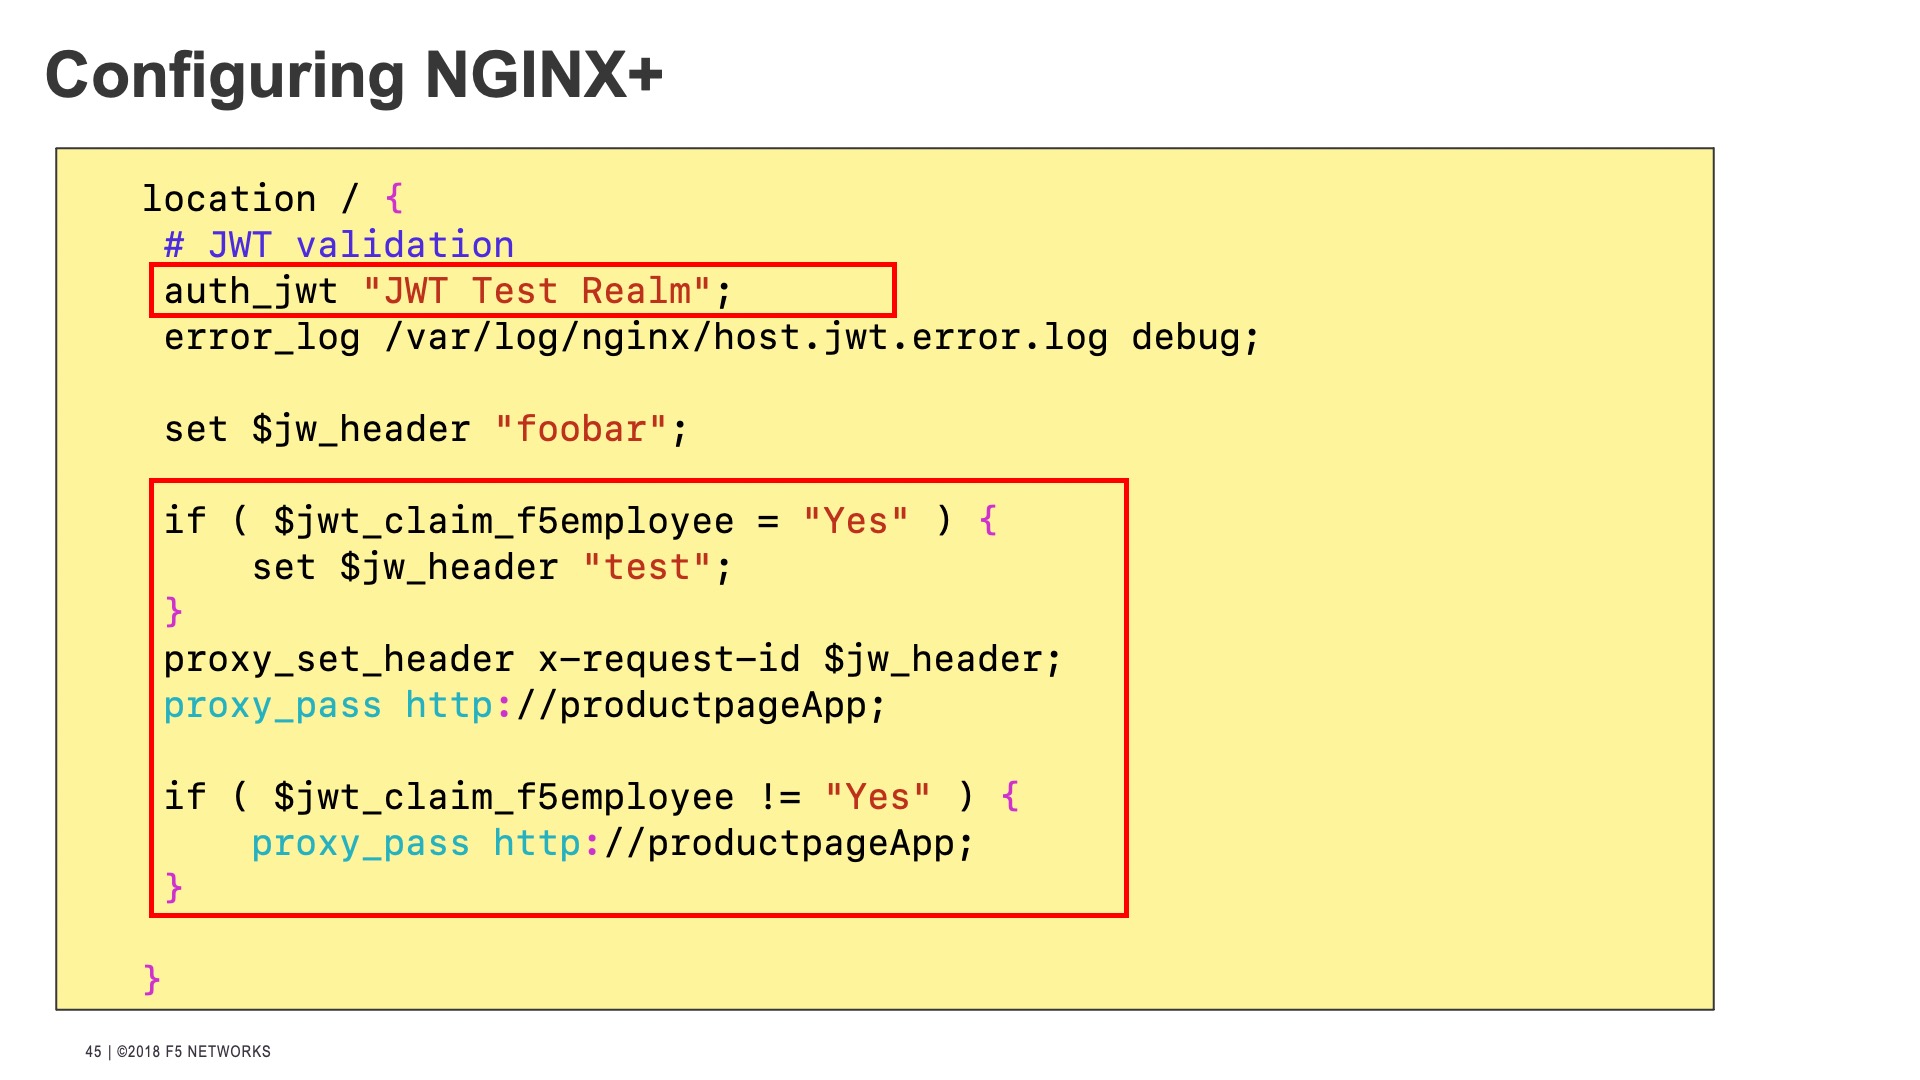 Configuring NGINX+
location / {
# JWT validation
auth_jwt "JWT Test Realm";
error_log /var/log/nginx/host.jwt.error.log debug;
set $jw_header "foobar";
if ( $jwt_claim_f5employee = "Yes" ) {
set $jw_header "test";
}
proxy_set_header x-request-id $jw_header;
proxy_pass http://productpageApp;
if ( $jwt_claim_f5employee != "Yes" ) {
proxy_pass http://productpageApp;
}
}
45 | ©2018 F5 NETWORKS